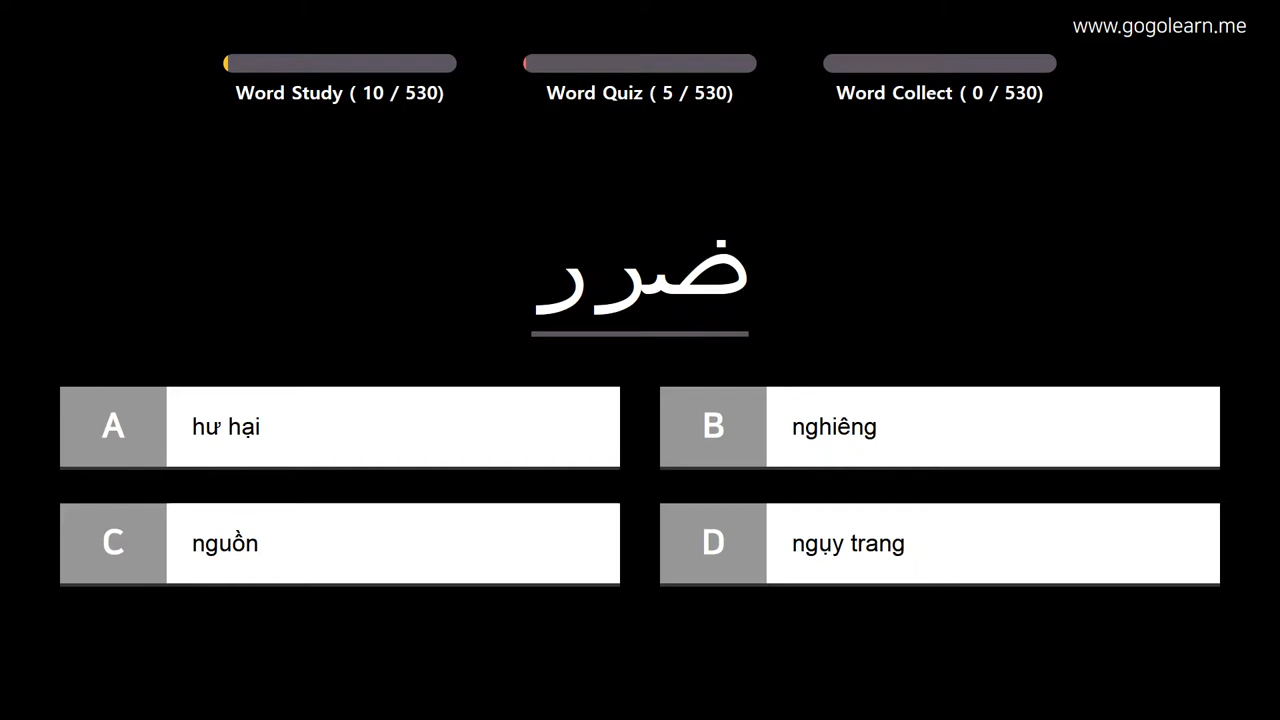 www.gogolearn.me
Word Study ( 10 / 530)
Word Quiz ( 5 / 530)
Word Collect ( 0 / 530)
ضرر
A hư hại
B nghiêng
C nguồn
D ngụy trang